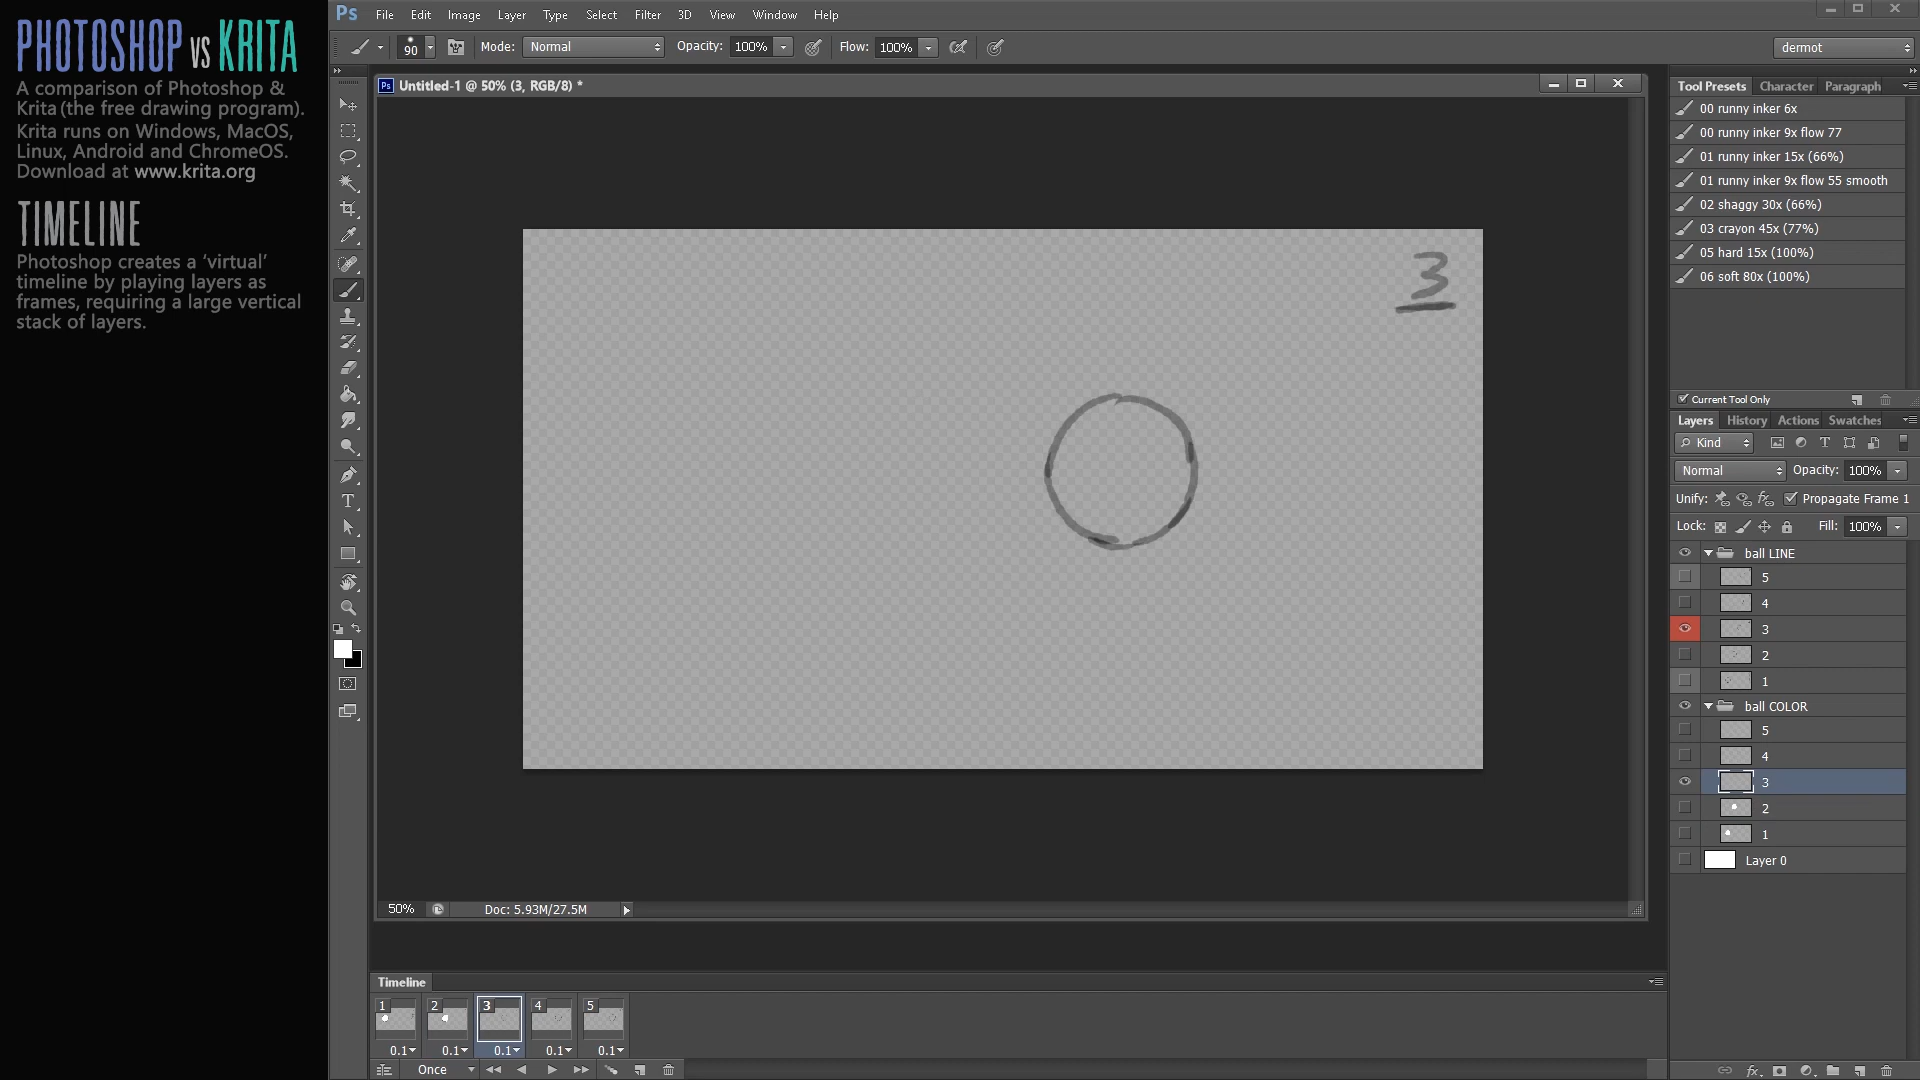 PHOTOSHOP VS KRITA
A comparison of Photoshop &
Krita (the free drawing program).
Krita runs on Windows, MacOS,
Linux, Android and ChromeOS.
Download at www.krita.org
TIMELINE
Photoshop creates a ‘virtual’
timeline by playing layers as
frames, requiring a large vertical
stack of layers.
Ps File Edit Image Layer Type Select Filter 3D View Window Help
90 Mode: Normal Opacity: 100% Flow: 100% dermot
Ps Untitled-1 @ 50% (3, RGB/8) *
3
50% Doc: 5.93M/27.5M
Timeline
1 2 3 4 5
0.1 0.1 0.1 0.1 0.1
Once
Tool Presets Character Paragraph
00 runny inker 6x
00 runny inker 9x flow 77
01 runny inker 15x (66%)
01 runny inker 9x flow 55 smooth
02 shaggy 30x (66%)
03 crayon 45x (77%)
05 hard 15x (100%)
06 soft 80x (100%)
Current Tool Only
Layers History Actions Swatches
Kind T
Normal Opacity: 100%
Unify: Propagate Frame 1
Lock: Fill: 100%
ball LINE
5
4
3
2
1
ball COLOR
5
4
3
2
1
Layer 0
fx